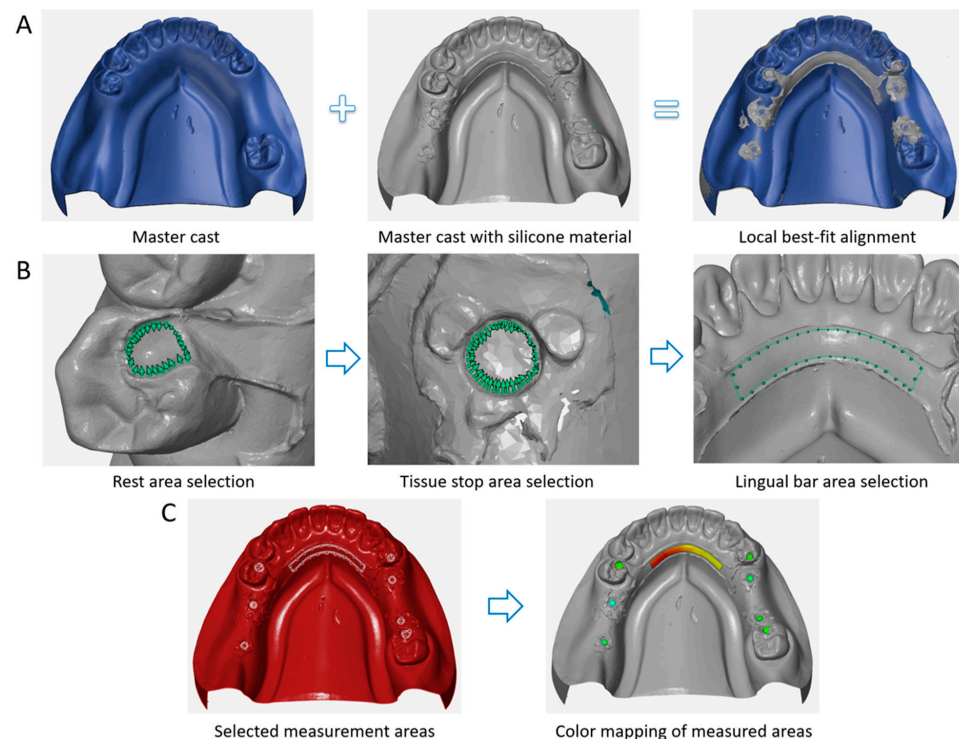 A
Master cast
Master cast with silicone material
Local best-fit alignment
B
Rest area selection
Tissue stop area selection
Lingual bar area selection
C
Selected measurement areas
Color mapping of measured areas